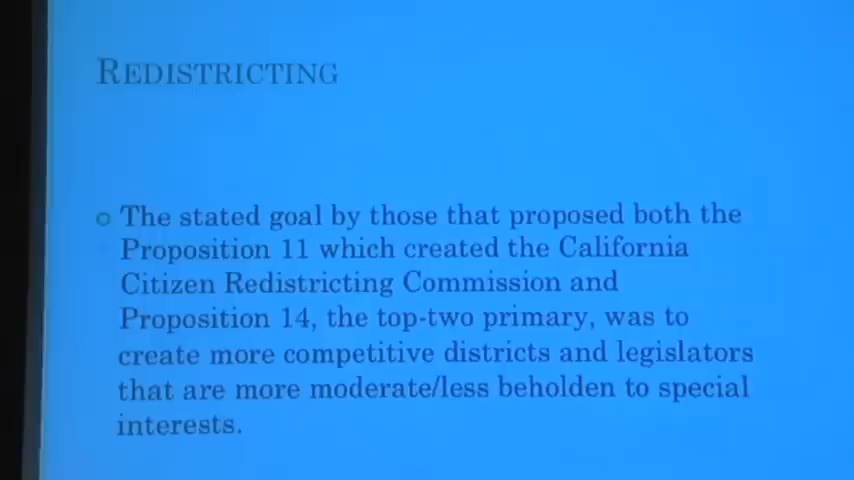 REDISTRICTING
The stated goal by those that proposed both the
Proposition 11 which created the California
Citizen Redistricting Commission and
Proposition 14, the top-two primary, was to
create more competitive districts and legislators
that are more moderate/less beholden to special
interests.